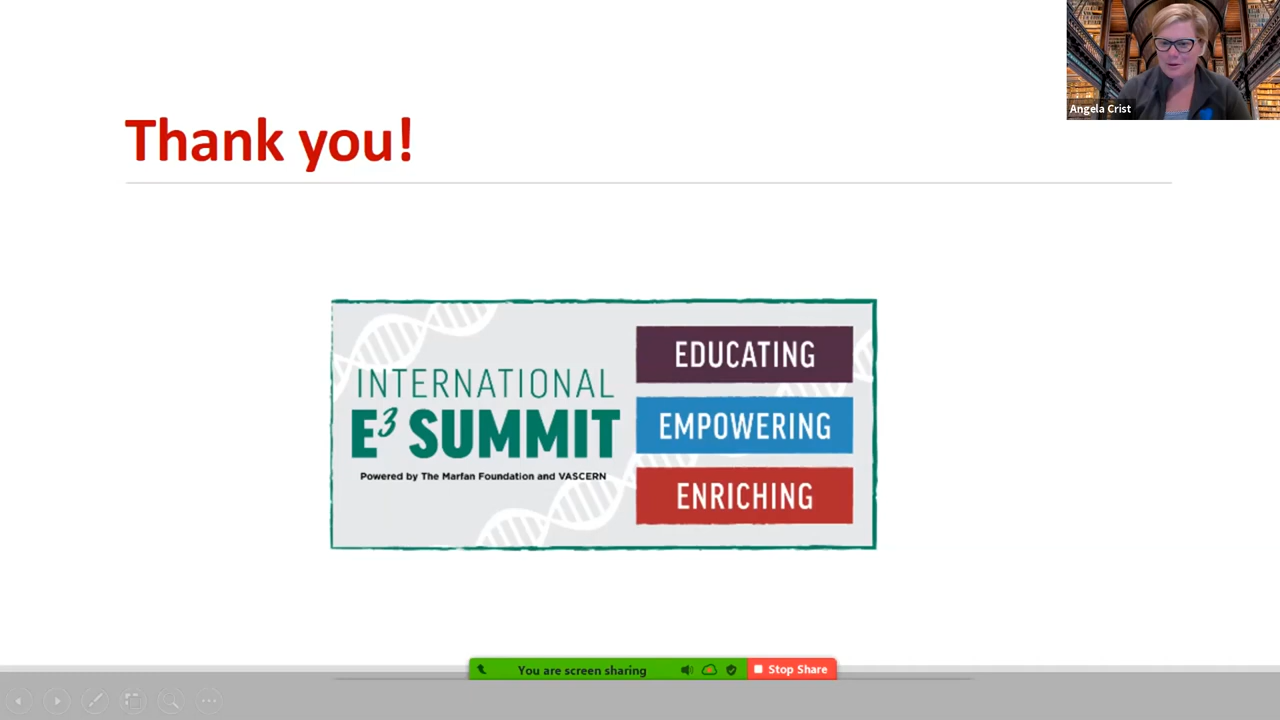 Angela Crist
Thank you!
INTERNATIONAL
E³ SUMMIT
Powered by The Marfan Foundation and VASCERN
EDUCATING
EMPOWERING
ENRICHING
You are screen sharing
Stop Share